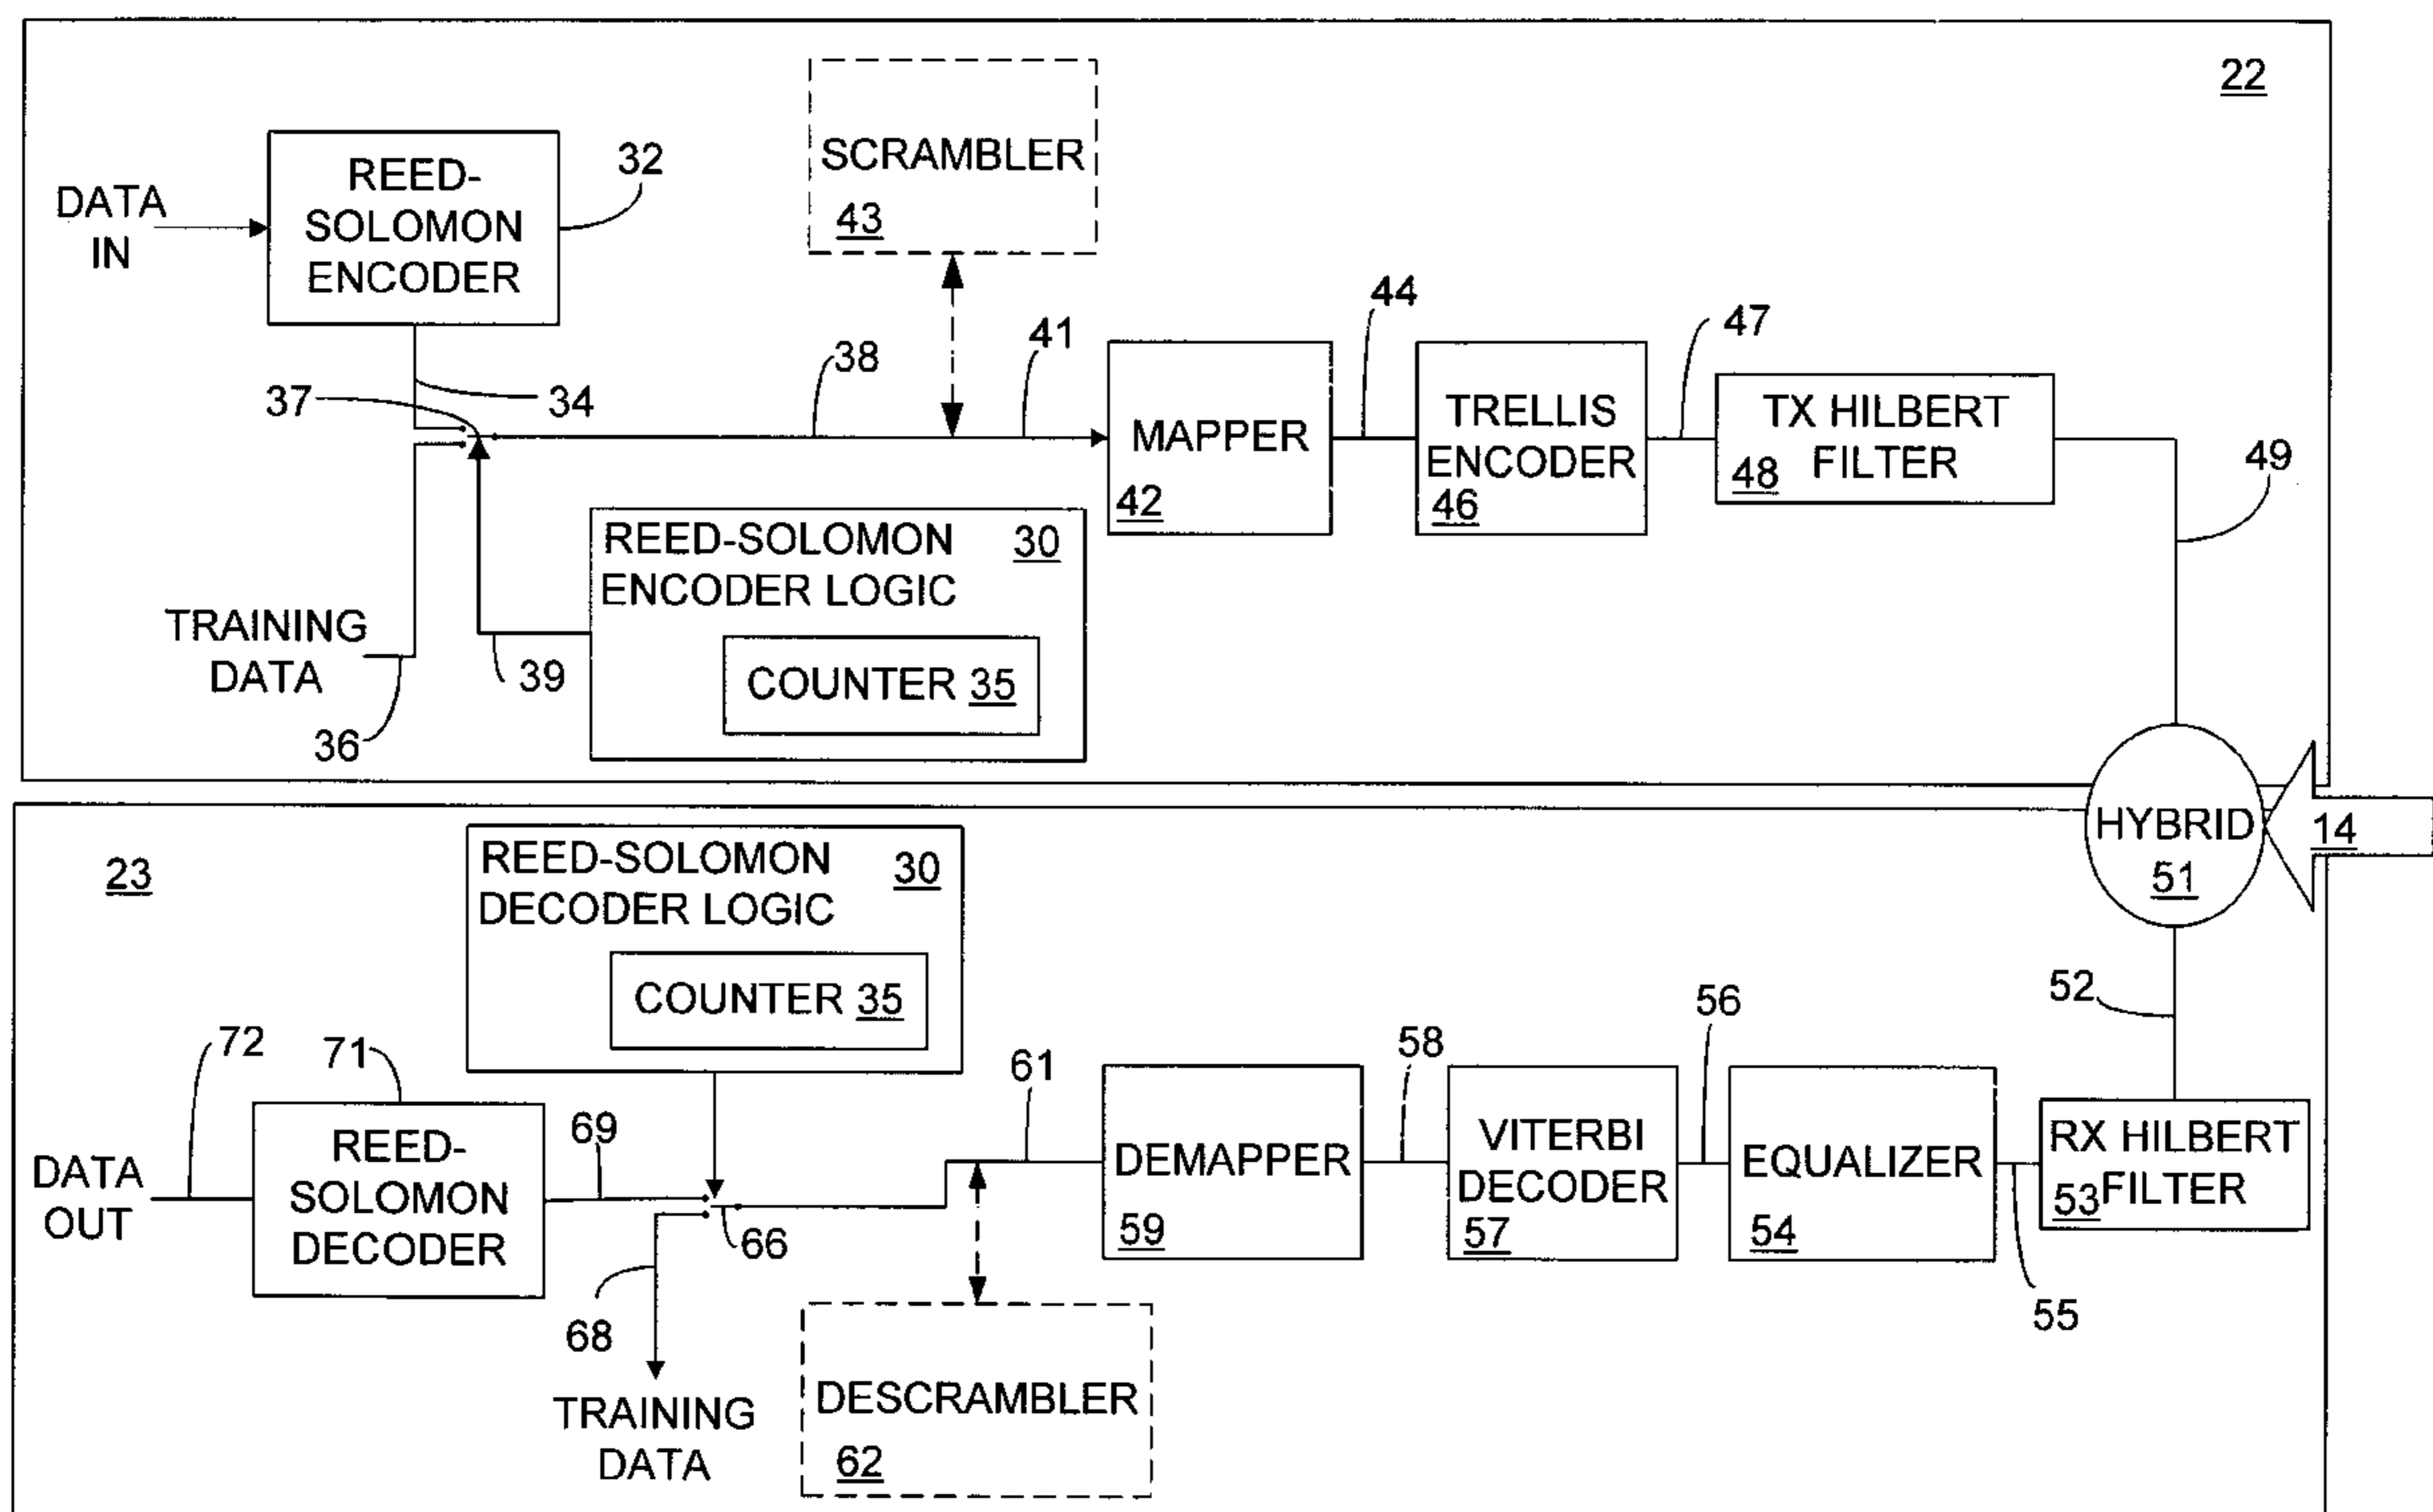 22
SCRAMBLER
43
REED-
SOLOMON
ENCODER
32
DATA
IN
44
47
41
38
37
34
MAPPER
42
TRELLIS
ENCODER
46
TX HILBERT
FILTER
48
49
REED-SOLOMON
ENCODER LOGIC
30
COUNTER 35
TRAINING
DATA
39
36
HYBRID
51
14
23
REED-SOLOMON
DECODER LOGIC
30
COUNTER 35
52
56
58
61
72
71
69
DATA
OUT
REED-
SOLOMON
DECODER
66
DEMAPPER
59
VITERBI
DECODER
57
EQUALIZER
54
RX HILBERT
FILTER
53
55
68
TRAINING
DATA
DESCRAMBLER
62